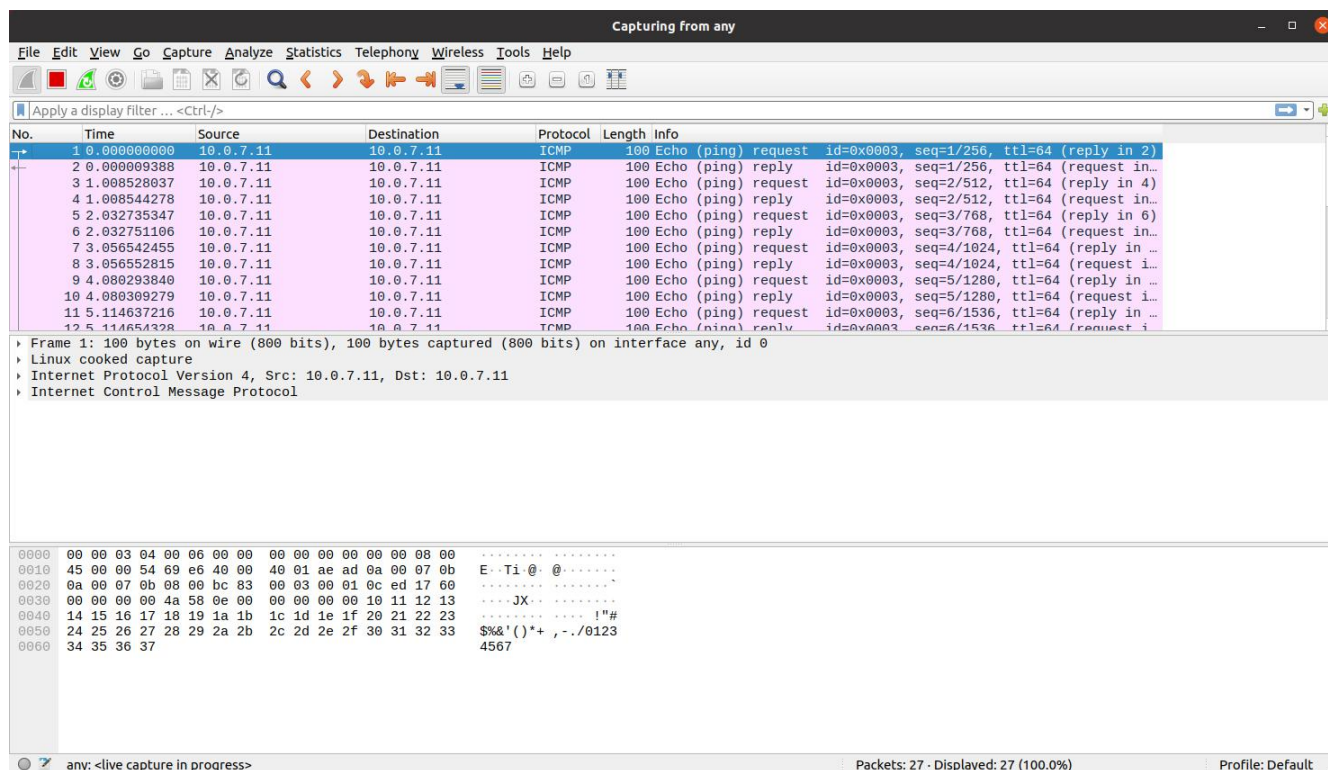 Capturing from any
File Edit View Go Capture Analyze Statistics Telephony Wireless Tools Help
Apply a display filter … <Ctrl-/>
No. Time Source Destination Protocol Length Info
1 0.000000000 10.0.7.11 10.0.7.11 ICMP 100 Echo (ping) request id=0x0003, seq=1/256, ttl=64 (reply in 2)
2 0.000009388 10.0.7.11 10.0.7.11 ICMP 100 Echo (ping) reply id=0x0003, seq=1/256, ttl=64 (request in…
3 1.008528037 10.0.7.11 10.0.7.11 ICMP 100 Echo (ping) request id=0x0003, seq=2/512, ttl=64 (reply in 4)
4 1.008544278 10.0.7.11 10.0.7.11 ICMP 100 Echo (ping) reply id=0x0003, seq=2/512, ttl=64 (request in…
5 2.032735347 10.0.7.11 10.0.7.11 ICMP 100 Echo (ping) request id=0x0003, seq=3/768, ttl=64 (reply in 6)
6 2.032751106 10.0.7.11 10.0.7.11 ICMP 100 Echo (ping) reply id=0x0003, seq=3/768, ttl=64 (request in…
7 3.056542455 10.0.7.11 10.0.7.11 ICMP 100 Echo (ping) request id=0x0003, seq=4/1024, ttl=64 (reply in …
8 3.056552815 10.0.7.11 10.0.7.11 ICMP 100 Echo (ping) reply id=0x0003, seq=4/1024, ttl=64 (request i…
9 4.080293840 10.0.7.11 10.0.7.11 ICMP 100 Echo (ping) request id=0x0003, seq=5/1280, ttl=64 (reply in …
10 4.080309279 10.0.7.11 10.0.7.11 ICMP 100 Echo (ping) reply id=0x0003, seq=5/1280, ttl=64 (request i…
11 5.114637216 10.0.7.11 10.0.7.11 ICMP 100 Echo (ping) request id=0x0003, seq=6/1536, ttl=64 (reply in …
12 5.114654328 10.0.7.11 10.0.7.11 ICMP 100 Echo (ping) reply id=0x0003, seq=6/1536, ttl=64 (request i…
Frame 1: 100 bytes on wire (800 bits), 100 bytes captured (800 bits) on interface any, id 0
Linux cooked capture
Internet Protocol Version 4, Src: 10.0.7.11, Dst: 10.0.7.11
Internet Control Message Protocol
0000 00 00 03 04 00 06 00 00 00 00 00 00 00 00 08 00 ········ ········
0010 45 00 00 54 69 e6 40 00 40 01 ae ad 0a 00 07 0b E··Ti·@· @·······
0020 0a 00 07 0b 08 00 bc 83 00 03 00 01 0c ed 17 60 ········ ·······`
0030 00 00 00 00 4a 58 0e 00 00 00 00 00 10 11 12 13 ····JX·· ········
0040 14 15 16 17 18 19 1a 1b 1c 1d 1e 1f 20 21 22 23 ········ ···· !"#
0050 24 25 26 27 28 29 2a 2b 2c 2d 2e 2f 30 31 32 33 $%&'()*+ ,-./0123
0060 34 35 36 37 4567
any: <live capture in progress> Packets: 27 · Displayed: 27 (100.0%) Profile: Default